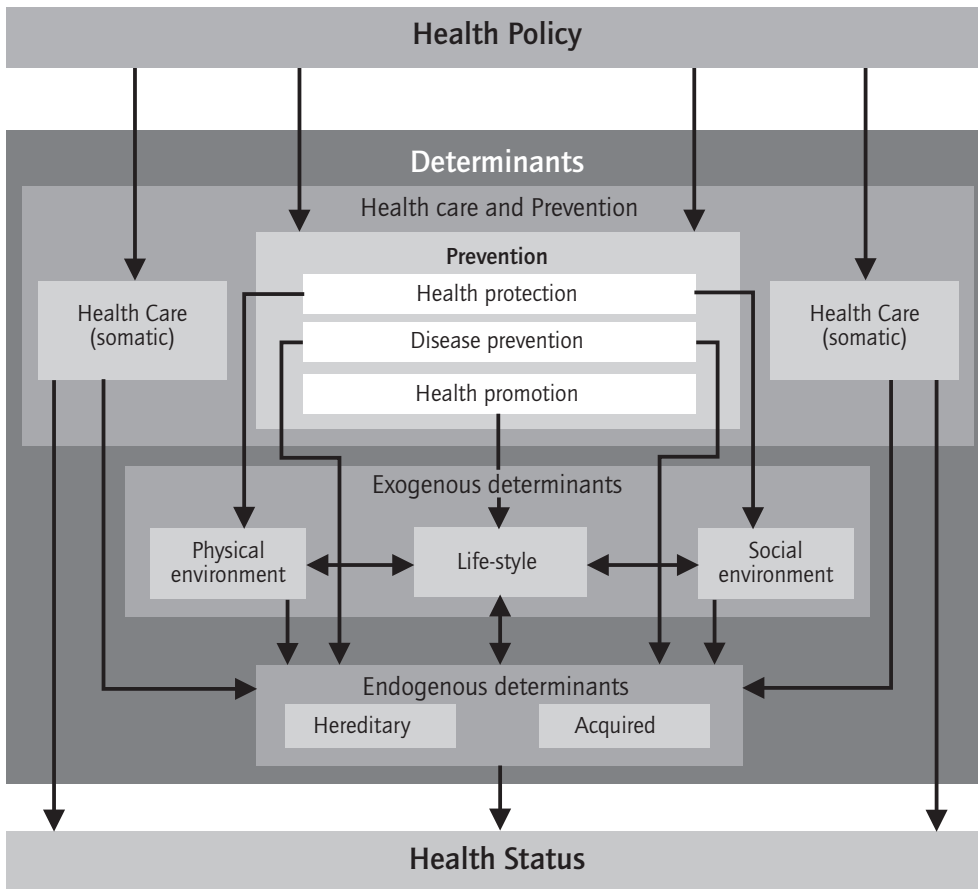 Health Policy
Determinants
Health care and Prevention
Prevention
Health protection
Disease prevention
Health promotion
Health Care
(somatic)
Health Care
(somatic)
Exogenous determinants
Physical
environment
Life-style
Social
environment
Endogenous determinants
Hereditary
Acquired
Health Status